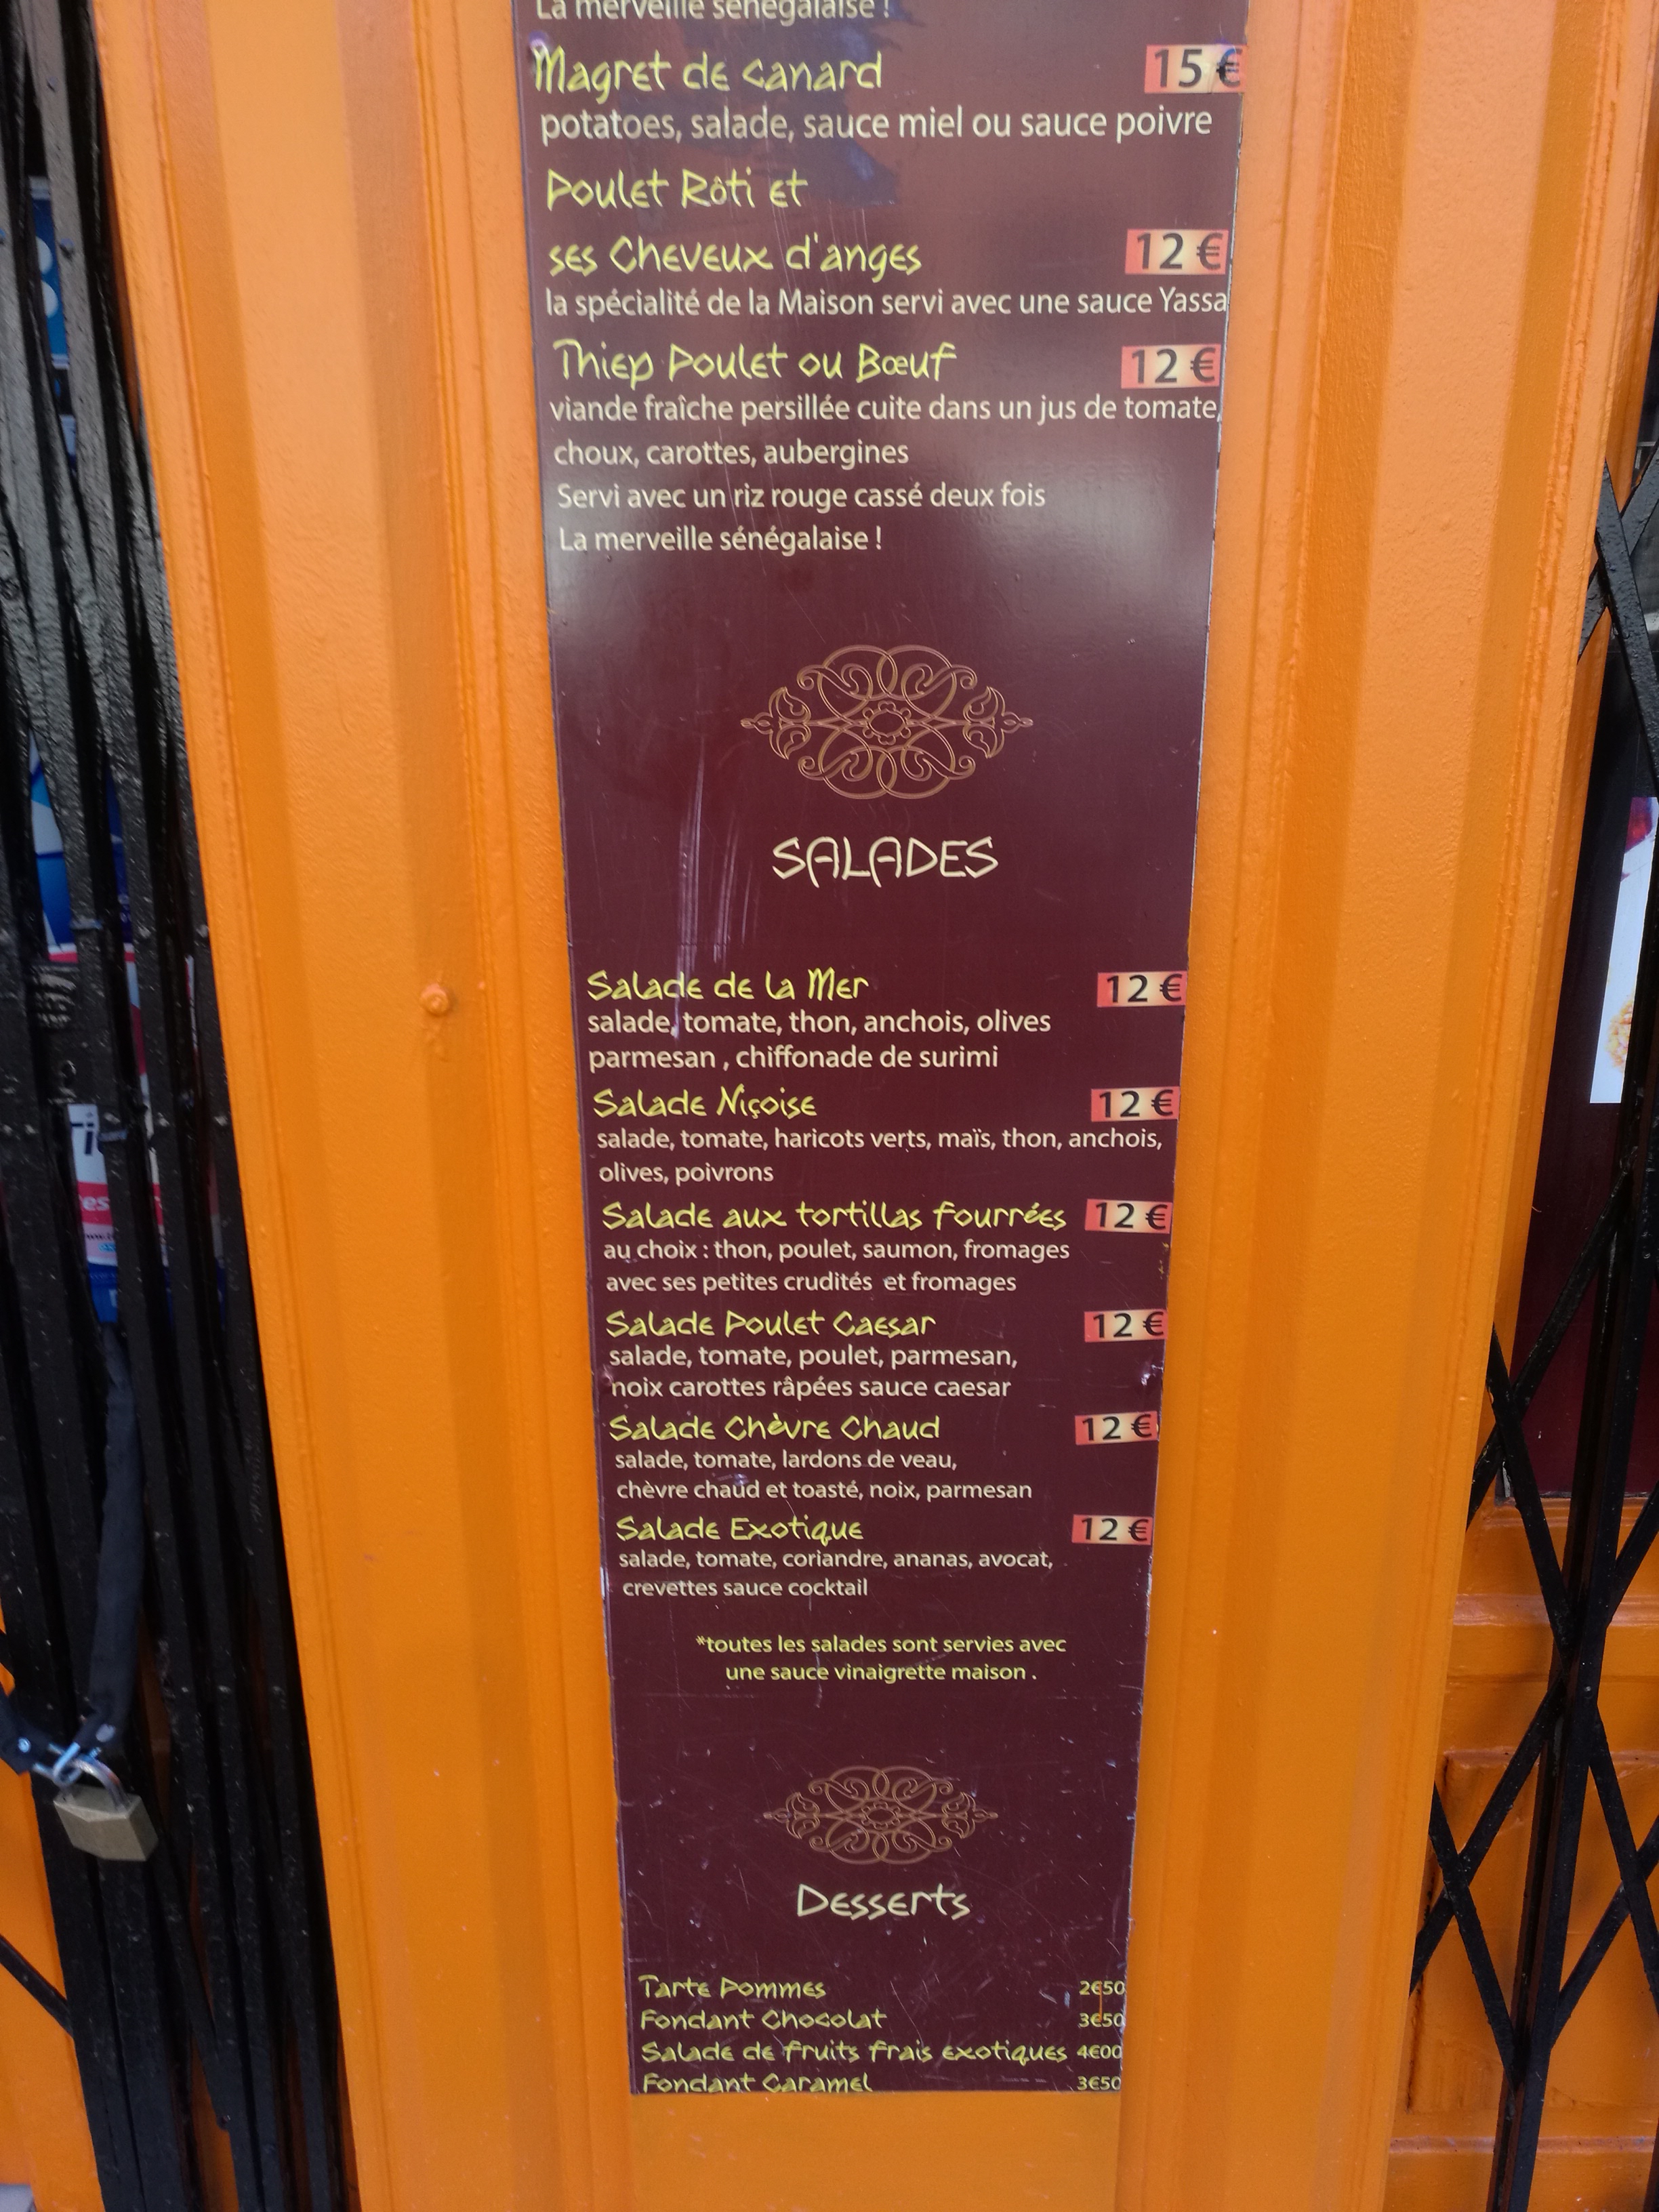 La merveille sénégalaise !
Magret de canard 15 €
potatoes, salade, sauce miel ou sauce poivre
Poulet Rôti et
ses Cheveux d'anges 12 €
la spécialité de la Maison servi avec une sauce Yassa
Thiep Poulet ou Bœuf 12 €
viande fraîche persillée cuite dans un jus de tomate,
choux, carottes, aubergines
Servi avec un riz rouge cassé deux fois
La merveille sénégalaise !
SALADES
Salade de la Mer 12 €
salade, tomate, thon, anchois, olives
parmesan , chiffonade de surimi
Salade Niçoise 12 €
salade, tomate, haricots verts, maïs, thon, anchois,
olives, poivrons
Salade aux tortillas fourrées 12 €
au choix : thon, poulet, saumon, fromages
avec ses petites crudités et fromages
Salade Poulet Caesar 12 €
salade, tomate, poulet, parmesan,
noix carottes râpées sauce caesar
Salade Chèvre Chaud 12 €
salade, tomate, lardons de veau,
chèvre chaud et toasté, noix, parmesan
Salade Exotique 12 €
salade, tomate, coriandre, ananas, avocat,
crevettes sauce cocktail
*toutes les salades sont servies avec
une sauce vinaigrette maison .
Desserts
Tarte Pommes 2€50
Fondant Chocolat 3€50
Salade de fruits frais exotiques 4€00
Fondant Caramel 3€50